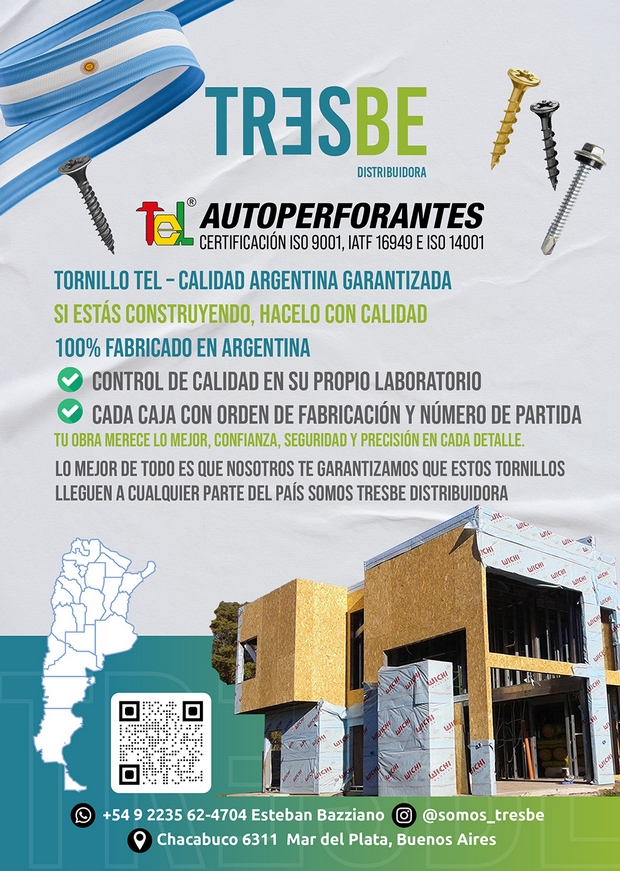 TRESBE
DISTRIBUIDORA
TEL® AUTOPERFORANTES
CERTIFICACIÓN ISO 9001, IATF 16949 E ISO 14001
TORNILLO TEL – CALIDAD ARGENTINA GARANTIZADA
SI ESTÁS CONSTRUYENDO, HACELO CON CALIDAD
100% FABRICADO EN ARGENTINA
CONTROL DE CALIDAD EN SU PROPIO LABORATORIO
CADA CAJA CON ORDEN DE FABRICACIÓN Y NÚMERO DE PARTIDA
TU OBRA MERECE LO MEJOR, CONFIANZA, SEGURIDAD Y PRECISIÓN EN CADA DETALLE.
LO MEJOR DE TODO ES QUE NOSOTROS TE GARANTIZAMOS QUE ESTOS TORNILLOS
LLEGUEN A CUALQUIER PARTE DEL PAÍS SOMOS TRESBE DISTRIBUIDORA
WICHI
WICHI
WICHI
WICHI
TRESBE
+54 9 2235 62-4704 Esteban Bazziano @somos_tresbe
Chacabuco 6311 Mar del Plata, Buenos Aires